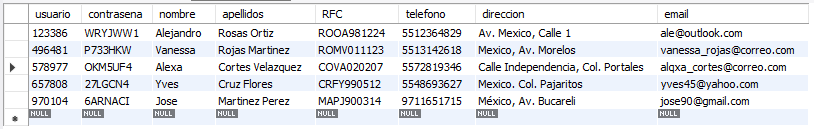 usuario contrasena nombre apellidos RFC telefono direccion email
123386 WRYJWW1 Alejandro Rosas Ortiz ROOA981224 5512364829 Av. Mexico, Calle 1 ale@outlook.com
496481 P733HKW Vanessa Rojas Martinez ROMV011123 5513142618 Mexico, Av. Morelos vanessa_rojas@correo.com
578977 OKM5UF4 Alexa Cortes Velazquez COVA020207 5572819346 Calle Independencia, Col. Portales alqxa_cortes@correo.com
657808 27LGCN4 Yves Cruz Flores CRFY990512 5548693627 Mexico. Col. Pajaritos yves45@yahoo.com
970104 6ARNACI Jose Martinez Perez MAPJ900314 9711651715 México, Av. Bucareli jose90@gmail.com
NULL NULL NULL NULL NULL NULL NULL NULL